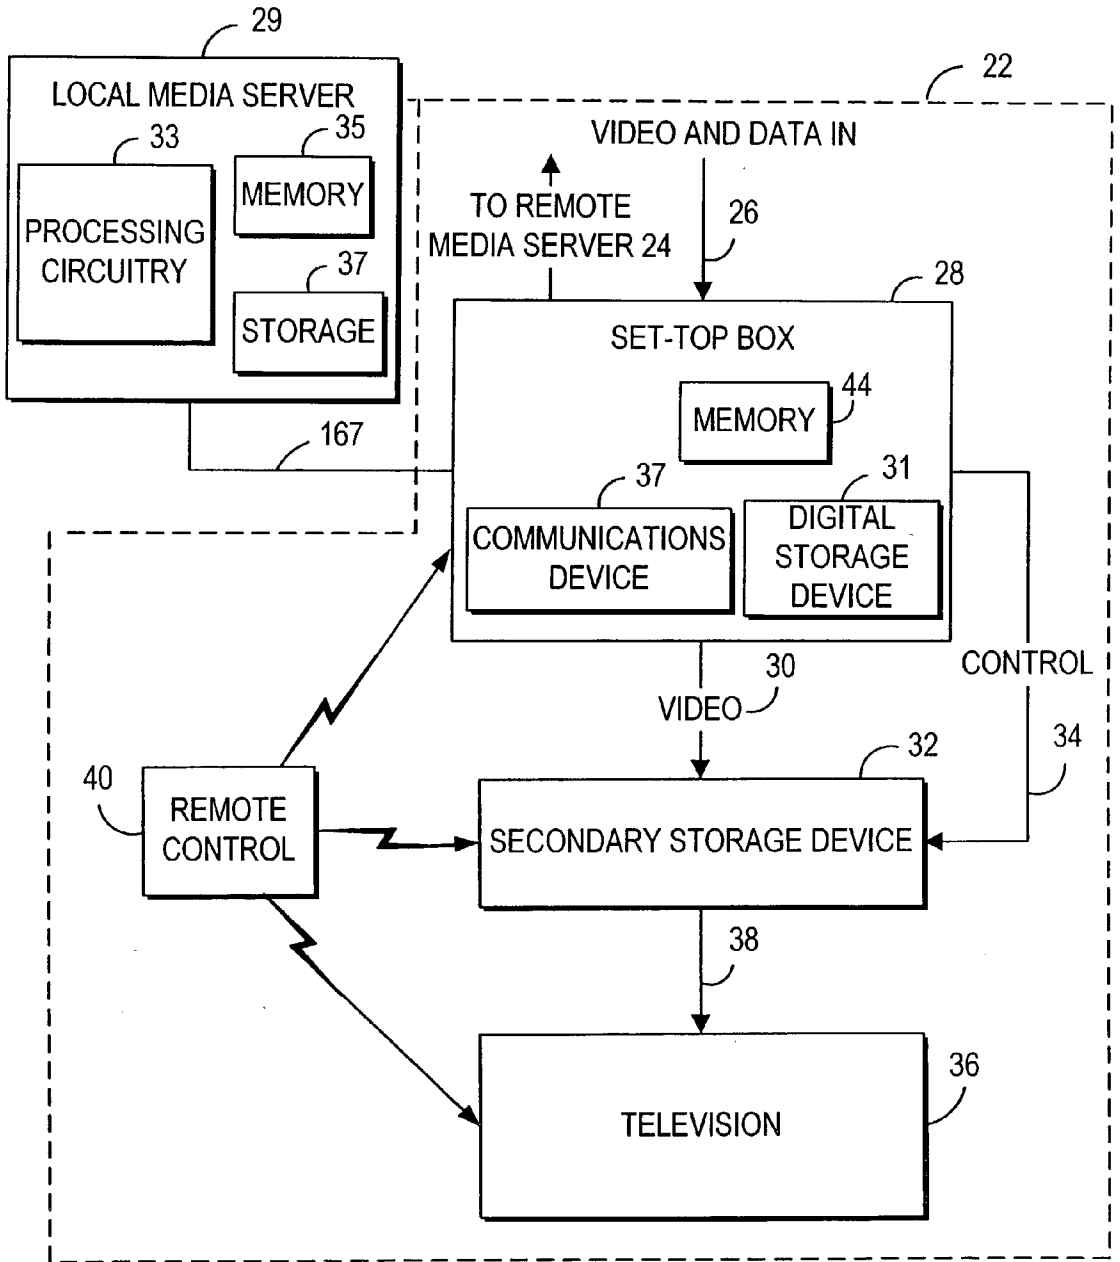 29
LOCAL MEDIA SERVER
33
PROCESSING
CIRCUITRY
35
MEMORY
37
STORAGE
167
22
VIDEO AND DATA IN
TO REMOTE
MEDIA SERVER 24
26
28
SET-TOP BOX
44
MEMORY
37
COMMUNICATIONS
DEVICE
31
DIGITAL
STORAGE
DEVICE
CONTROL
34
30
VIDEO
32
SECONDARY STORAGE DEVICE
40
REMOTE
CONTROL
38
36
TELEVISION